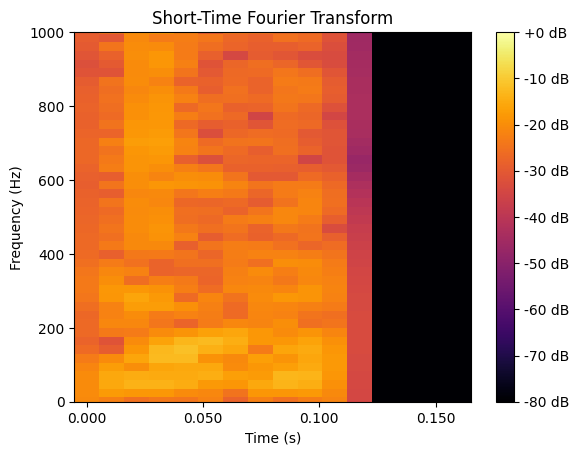 Short-Time Fourier Transform
1000
800
600
400
200
0
Frequency (Hz)
0.000
0.050
0.100
0.150
Time (s)
+0 dB
-10 dB
-20 dB
-30 dB
-40 dB
-50 dB
-60 dB
-70 dB
-80 dB